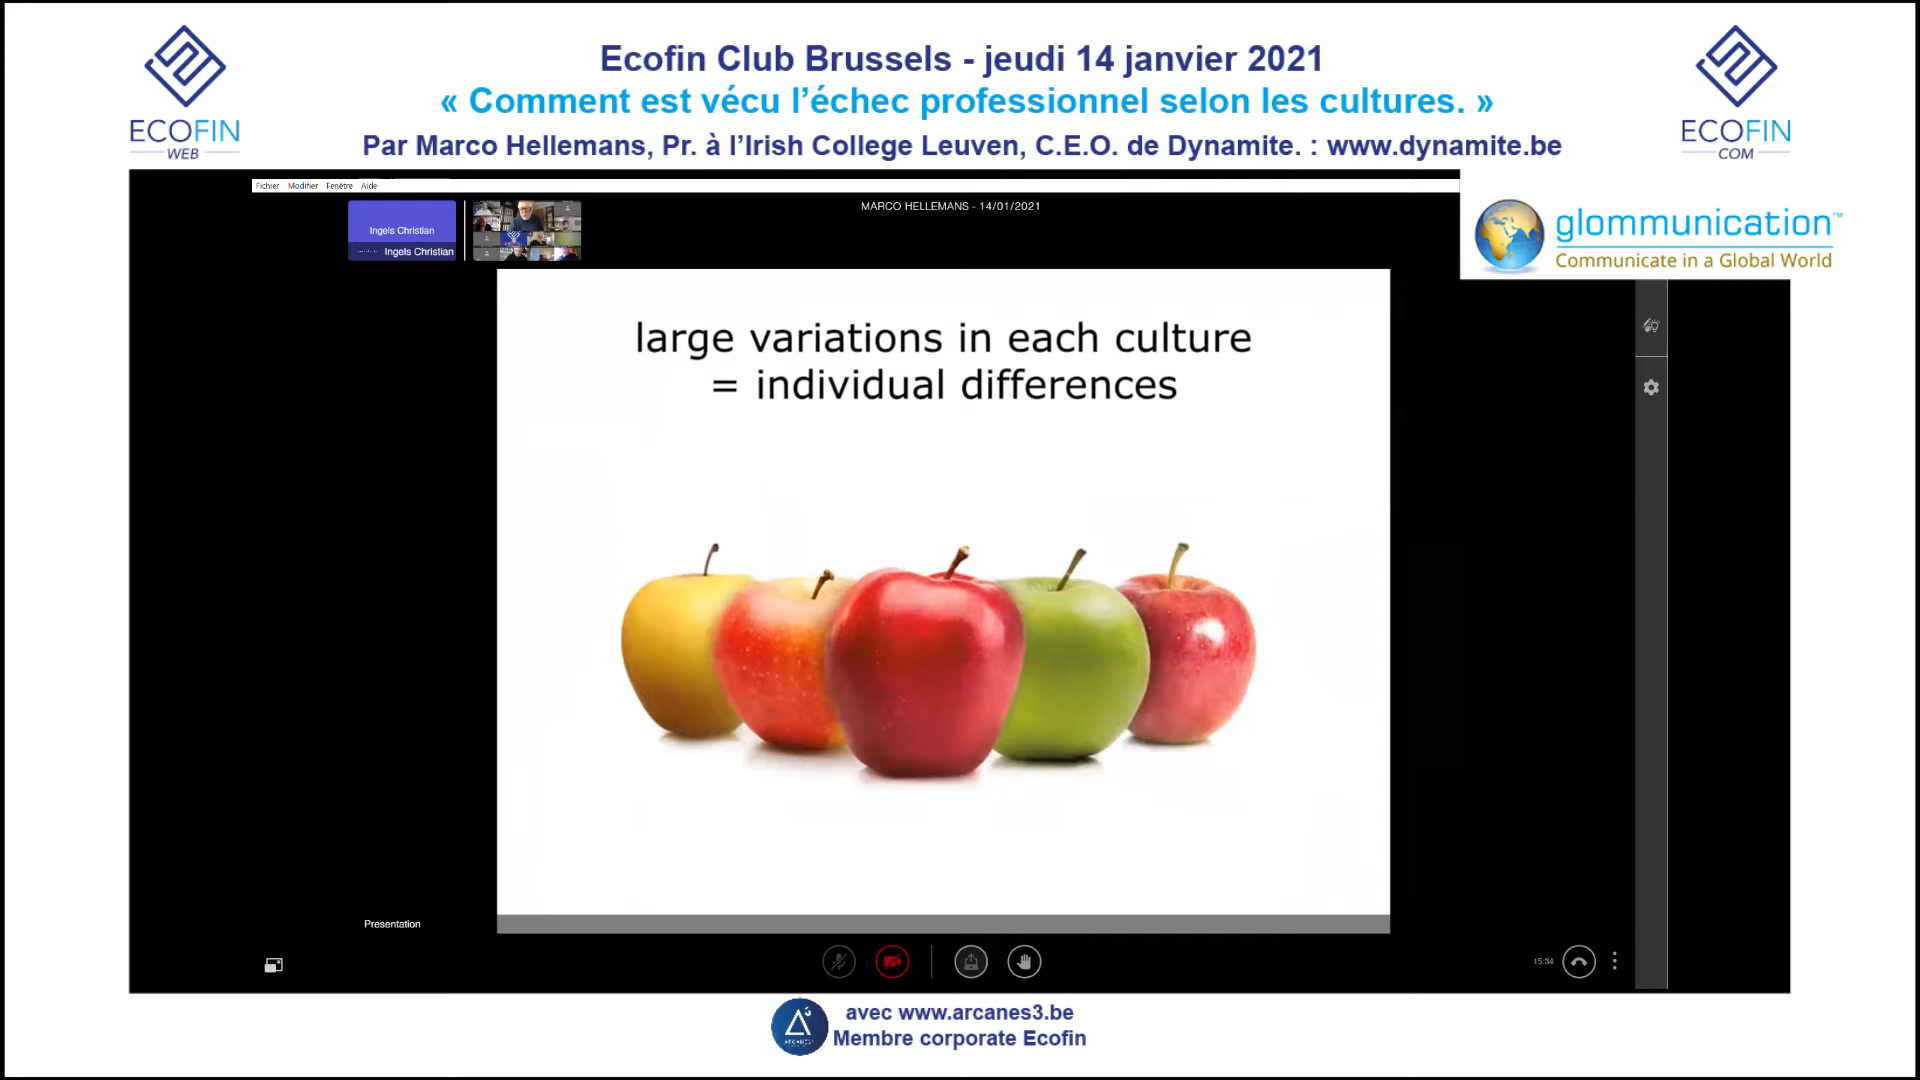 Ecofin Club Brussels - jeudi 14 janvier 2021
« Comment est vécu l’échec professionnel selon les cultures. »
Par Marco Hellemans, Pr. à l’Irish College Leuven, C.E.O. de Dynamite. : www.dynamite.be
ECOFIN
WEB
ECOFIN
COM
Fichier Modifier Fenêtre Aide
MARCO HELLEMANS - 14/01/2021
Ingels Christian
Ingels Christian
glommunication™
Communicate in a Global World
large variations in each culture
= individual differences
Presentation
15:34
avec www.arcanes3.be
Membre corporate Ecofin